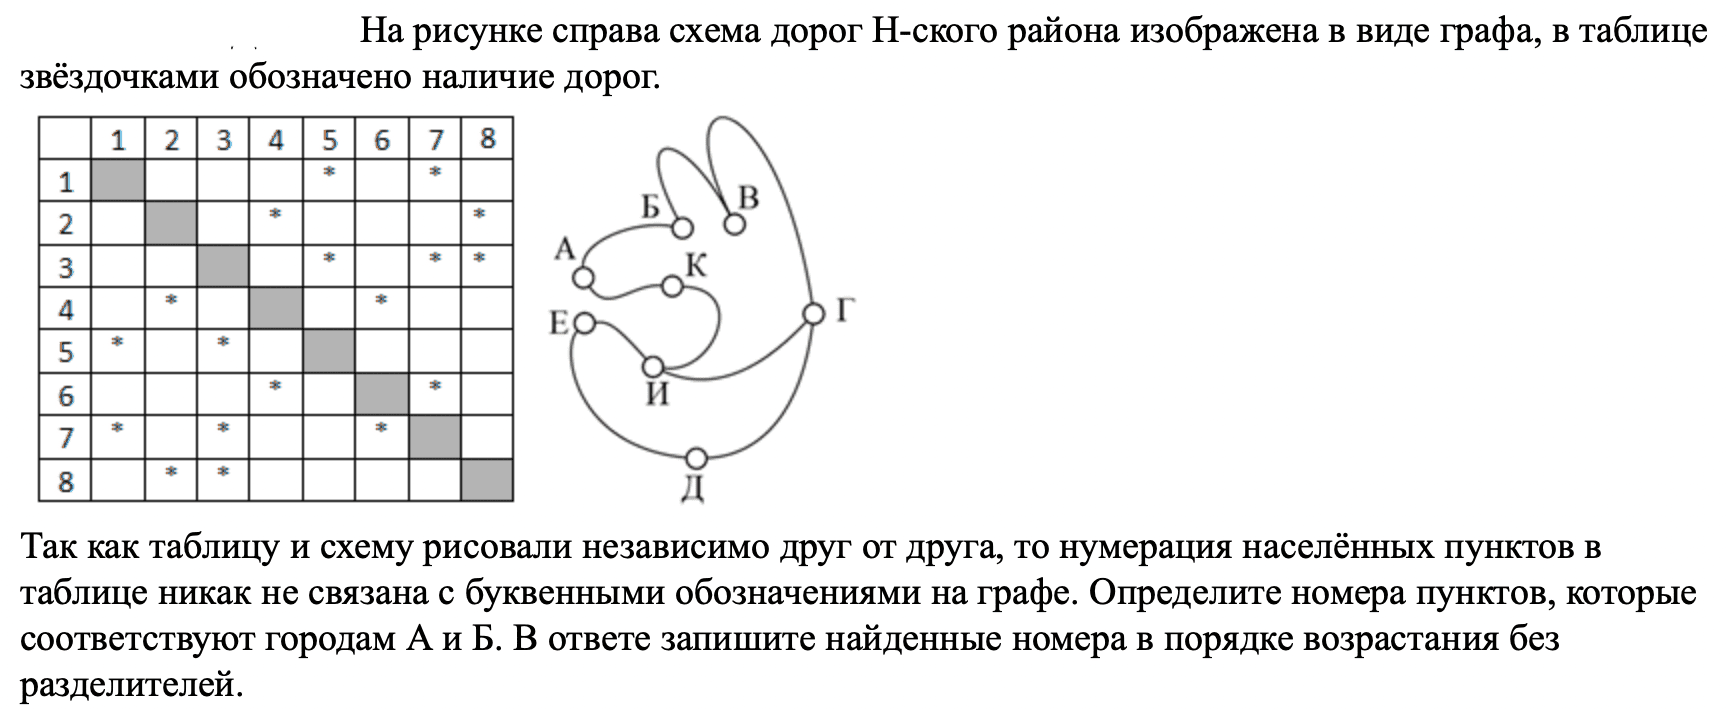 На рисунке справа схема дорог Н-ского района изображена в виде графа, в таблице
звёздочками обозначено наличие дорог.
1 2 3 4 5 6 7 8
1 * *
2 * *
3 * * *
4 * *
5 * *
6 * *
7 * * *
8 * *
Б В
А К
Е Г
И
Д
Так как таблицу и схему рисовали независимо друг от друга, то нумерация населённых пунктов в
таблице никак не связана с буквенными обозначениями на графе. Определите номера пунктов, которые
соответствуют городам А и Б. В ответе запишите найденные номера в порядке возрастания без
разделителей.